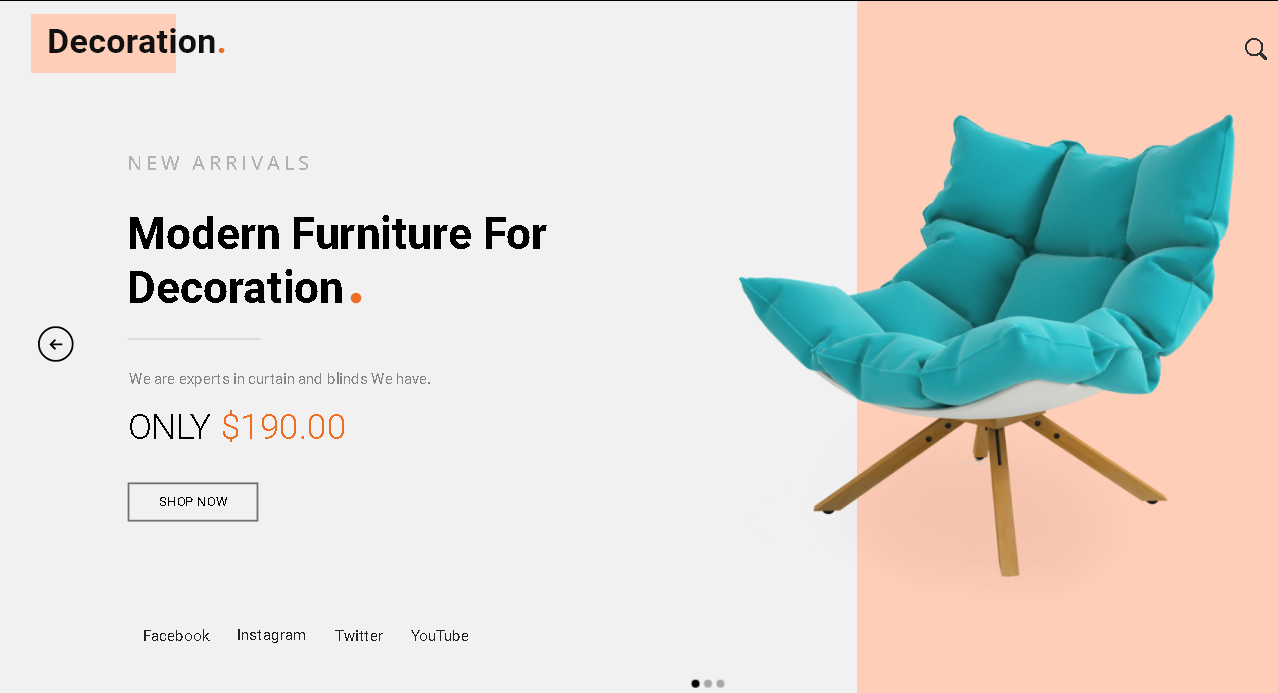 Decoration.
NEW ARRIVALS
Modern Furniture For
Decoration.
We are experts in curtain and blinds We have.
ONLY $190.00
SHOP NOW
Facebook Instagram Twitter YouTube